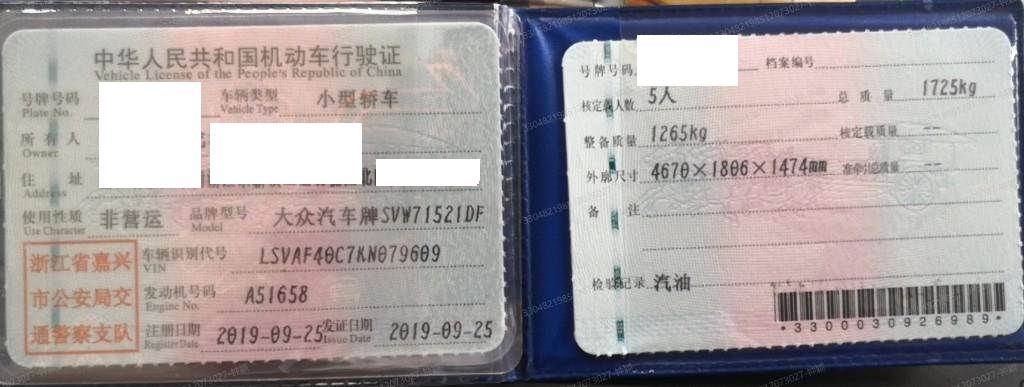 中华人民共和国机动车行驶证
Vehicle License of the People's Republic of China
号牌号码 车辆类型 小型轿车
Plate No. Vehicle Type
所有人
Owner
住址
Address
使用性质 非营运 品牌型号 大众汽车牌SVW71521DF
Use Character Model
浙江省嘉兴
市公安局交
通警察支队
车辆识别代号 LSVAF40C7KN079609
VIN
发动机号码 A51658
Engine No.
注册日期 2019-09-25 发证日期 2019-09-25
Register Date Issue Date
号牌号码 档案编号
核定载人数 5人 总质量 1725kg
整备质量 1265kg 核定载质量 --
外廓尺寸 4670×1806×1474mm 准牵引总质量 --
备注
检验记录 汽油
*3300030926989*